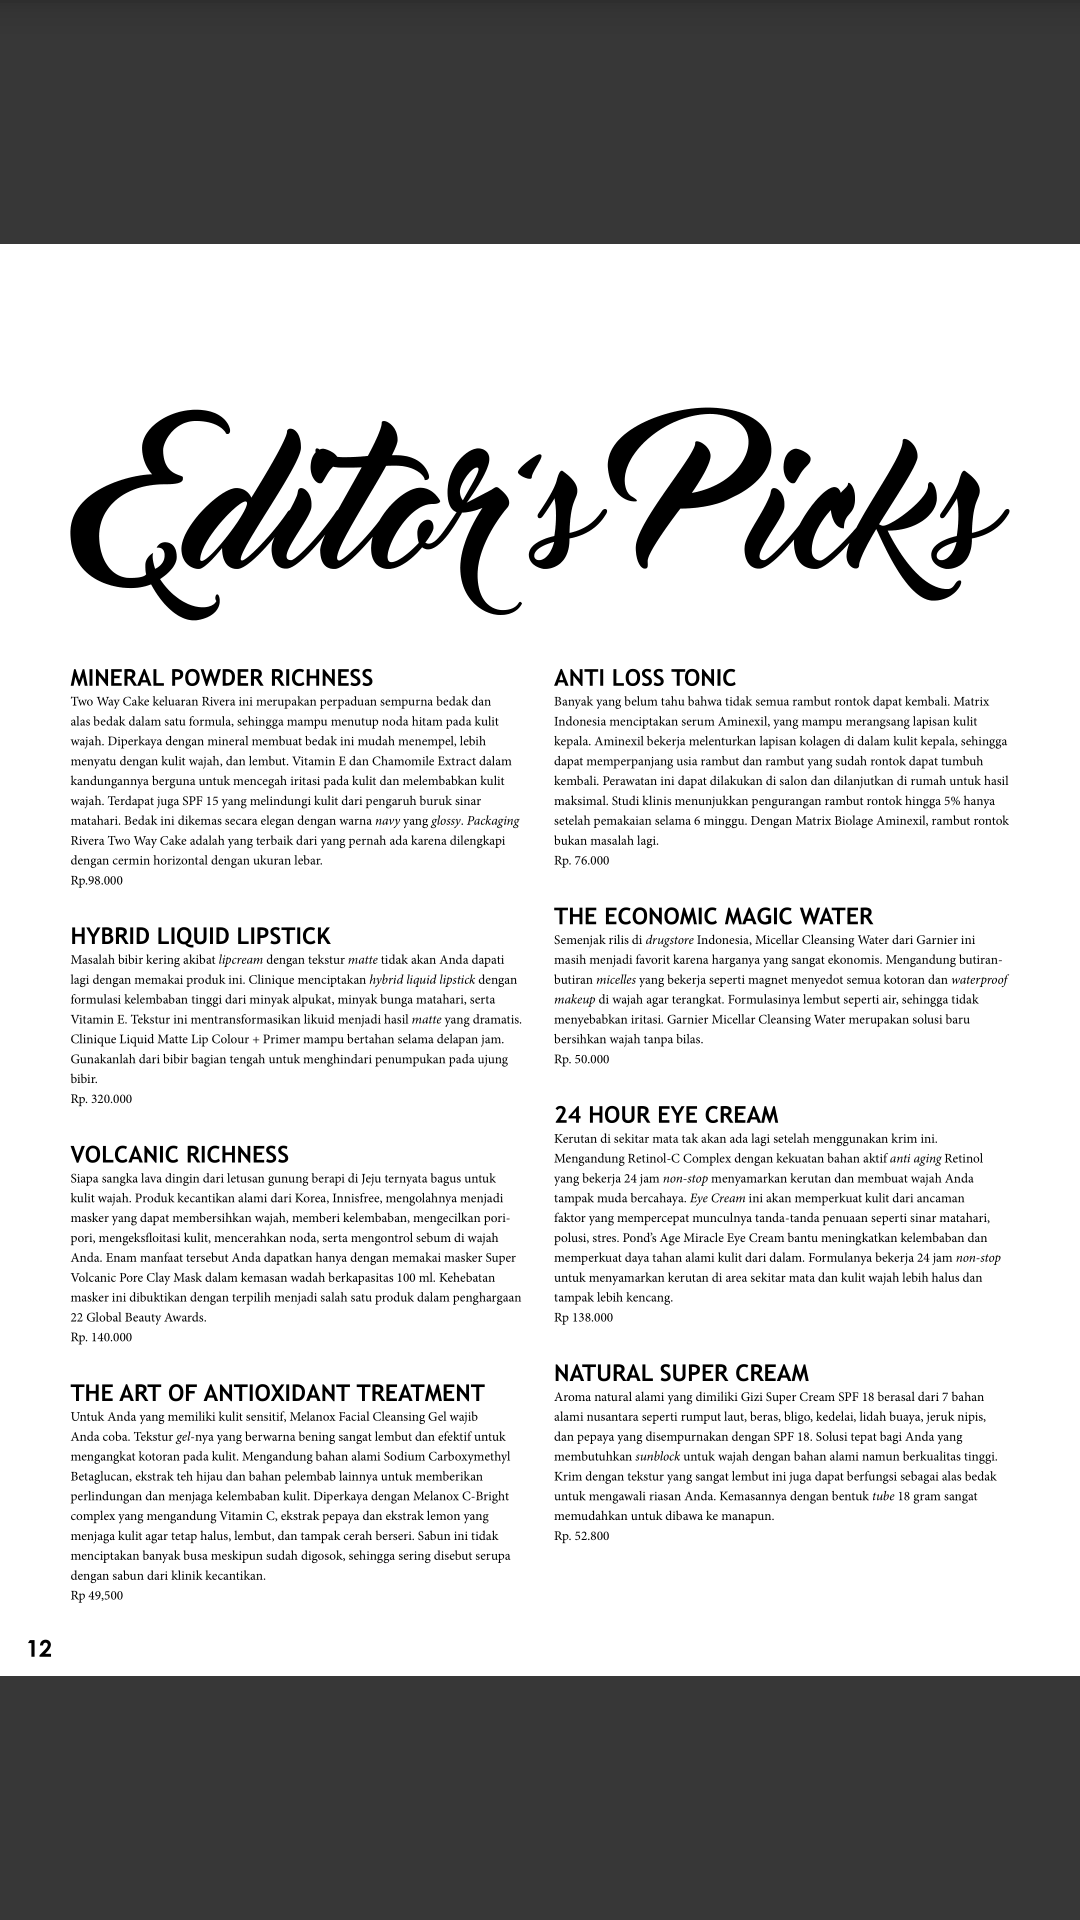 Editor's Picks
MINERAL POWDER RICHNESS
Two Way Cake keluaran Rivera ini merupakan perpaduan sempurna bedak dan
alas bedak dalam satu formula, sehingga mampu menutup noda hitam pada kulit
wajah. Diperkaya dengan mineral membuat bedak ini mudah menempel, lebih
menyatu dengan kulit wajah, dan lembut. Vitamin E dan Chamomile Extract dalam
kandungannya berguna untuk mencegah iritasi pada kulit dan melembabkan kulit
wajah. Terdapat juga SPF 15 yang melindungi kulit dari pengaruh buruk sinar
matahari. Bedak ini dikemas secara elegan dengan warna navy yang glossy. Packaging
Rivera Two Way Cake adalah yang terbaik dari yang pernah ada karena dilengkapi
dengan cermin horizontal dengan ukuran lebar.
Rp.98.000
HYBRID LIQUID LIPSTICK
Masalah bibir kering akibat lipcream dengan tekstur matte tidak akan Anda dapati
lagi dengan memakai produk ini. Clinique menciptakan hybrid liquid lipstick dengan
formulasi kelembaban tinggi dari minyak alpukat, minyak bunga matahari, serta
Vitamin E. Tekstur ini mentransformasikan likuid menjadi hasil matte yang dramatis.
Clinique Liquid Matte Lip Colour + Primer mampu bertahan selama delapan jam.
Gunakanlah dari bibir bagian tengah untuk menghindari penumpukan pada ujung
bibir.
Rp. 320.000
VOLCANIC RICHNESS
Siapa sangka lava dingin dari letusan gunung berapi di Jeju ternyata bagus untuk
kulit wajah. Produk kecantikan alami dari Korea, Innisfree, mengolahnya menjadi
masker yang dapat membersihkan wajah, memberi kelembaban, mengecilkan pori-
pori, mengeksfloitasi kulit, mencerahkan noda, serta mengontrol sebum di wajah
Anda. Enam manfaat tersebut Anda dapatkan hanya dengan memakai masker Super
Volcanic Pore Clay Mask dalam kemasan wadah berkapasitas 100 ml. Kehebatan
masker ini dibuktikan dengan terpilih menjadi salah satu produk dalam penghargaan
22 Global Beauty Awards.
Rp. 140.000
THE ART OF ANTIOXIDANT TREATMENT
Untuk Anda yang memiliki kulit sensitif, Melanox Facial Cleansing Gel wajib
Anda coba. Tekstur gel-nya yang berwarna bening sangat lembut dan efektif untuk
mengangkat kotoran pada kulit. Mengandung bahan alami Sodium Carboxymethyl
Betaglucan, ekstrak teh hijau dan bahan pelembab lainnya untuk memberikan
perlindungan dan menjaga kelembaban kulit. Diperkaya dengan Melanox C-Bright
complex yang mengandung Vitamin C, ekstrak pepaya dan ekstrak lemon yang
menjaga kulit agar tetap halus, lembut, dan tampak cerah berseri. Sabun ini tidak
menciptakan banyak busa meskipun sudah digosok, sehingga sering disebut serupa
dengan sabun dari klinik kecantikan.
Rp 49,500
ANTI LOSS TONIC
Banyak yang belum tahu bahwa tidak semua rambut rontok dapat kembali. Matrix
Indonesia menciptakan serum Aminexil, yang mampu merangsang lapisan kulit
kepala. Aminexil bekerja melenturkan lapisan kolagen di dalam kulit kepala, sehingga
dapat memperpanjang usia rambut dan rambut yang sudah rontok dapat tumbuh
kembali. Perawatan ini dapat dilakukan di salon dan dilanjutkan di rumah untuk hasil
maksimal. Studi klinis menunjukkan pengurangan rambut rontok hingga 5% hanya
setelah pemakaian selama 6 minggu. Dengan Matrix Biolage Aminexil, rambut rontok
bukan masalah lagi.
Rp. 76.000
THE ECONOMIC MAGIC WATER
Semenjak rilis di drugstore Indonesia, Micellar Cleansing Water dari Garnier ini
masih menjadi favorit karena harganya yang sangat ekonomis. Mengandung butiran-
butiran micelles yang bekerja seperti magnet menyedot semua kotoran dan waterproof
makeup di wajah agar terangkat. Formulasinya lembut seperti air, sehingga tidak
menyebabkan iritasi. Garnier Micellar Cleansing Water merupakan solusi baru
bersihkan wajah tanpa bilas.
Rp. 50.000
24 HOUR EYE CREAM
Kerutan di sekitar mata tak akan ada lagi setelah menggunakan krim ini.
Mengandung Retinol-C Complex dengan kekuatan bahan aktif anti aging Retinol
yang bekerja 24 jam non-stop menyamarkan kerutan dan membuat wajah Anda
tampak muda bercahaya. Eye Cream ini akan memperkuat kulit dari ancaman
faktor yang mempercepat munculnya tanda-tanda penuaan seperti sinar matahari,
polusi, stres. Pond's Age Miracle Eye Cream bantu meningkatkan kelembaban dan
memperkuat daya tahan alami kulit dari dalam. Formulanya bekerja 24 jam non-stop
untuk menyamarkan kerutan di area sekitar mata dan kulit wajah lebih halus dan
tampak lebih kencang.
Rp 138.000
NATURAL SUPER CREAM
Aroma natural alami yang dimiliki Gizi Super Cream SPF 18 berasal dari 7 bahan
alami nusantara seperti rumput laut, beras, bligo, kedelai, lidah buaya, jeruk nipis,
dan pepaya yang disempurnakan dengan SPF 18. Solusi tepat bagi Anda yang
membutuhkan sunblock untuk wajah dengan bahan alami namun berkualitas tinggi.
Krim dengan tekstur yang sangat lembut ini juga dapat berfungsi sebagai alas bedak
untuk mengawali riasan Anda. Kemasannya dengan bentuk tube 18 gram sangat
memudahkan untuk dibawa ke manapun.
Rp. 52.800
12